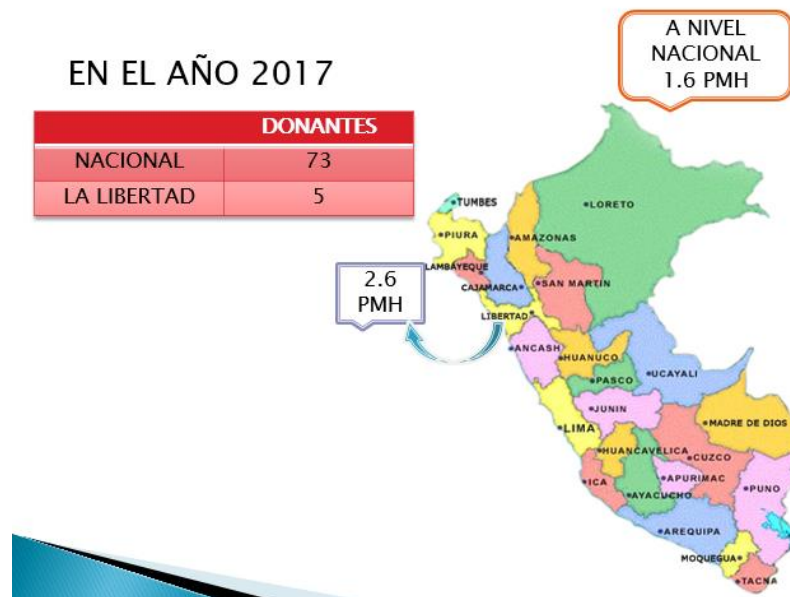 EN EL AÑO 2017
A NIVEL
NACIONAL
1.6 PMH
DONANTES
NACIONAL 73
LA LIBERTAD 5
2.6
PMH
TUMBES
PIURA
LAMBAYEQUE
CAJAMARCA
AMAZONAS
LORETO
SAN MARTIN
LIBERTAD
ANCASH
HUANUCO
PASCO
UCAYALI
JUNIN
LIMA
MADRE DE DIOS
HUANCAVELICA
CUZCO
ICA
APURIMAC
AYACUCHO
PUNO
AREQUIPA
MOQUEGUA
TACNA